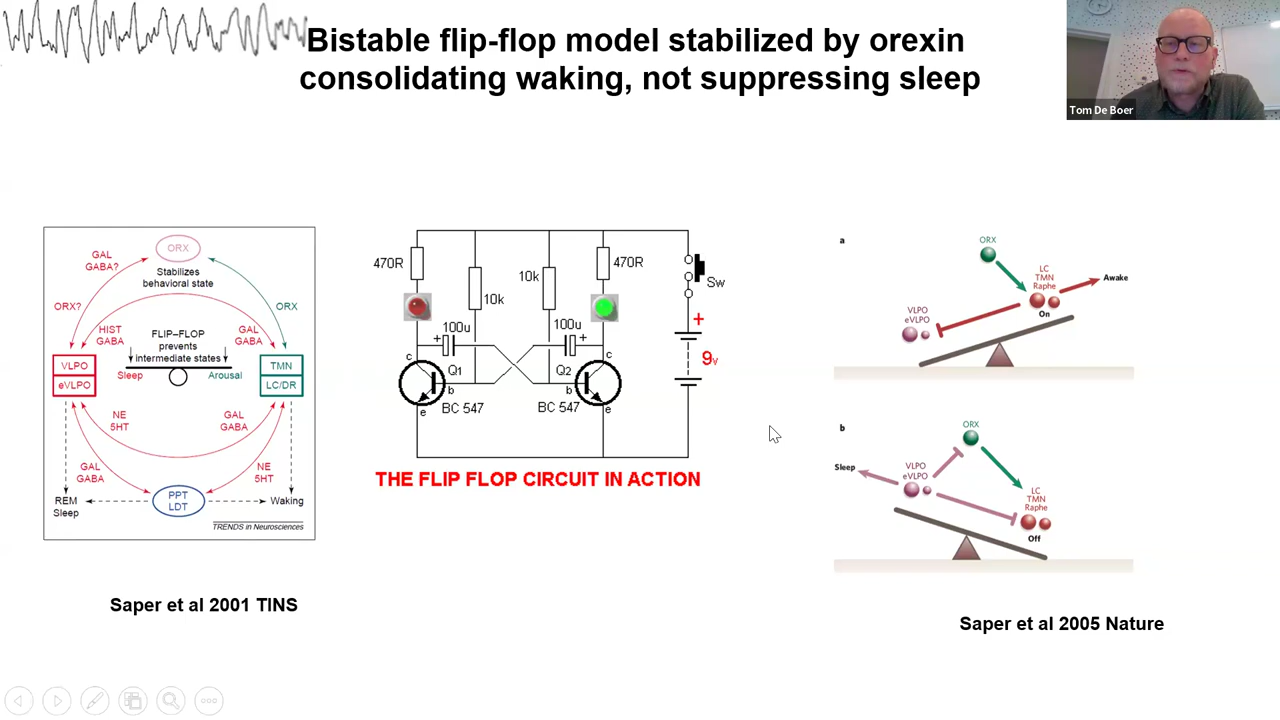 Bistable flip-flop model stabilized by orexin
consolidating waking, not suppressing sleep
Tom De Boer
ORX
GAL
GABA?
Stabilizes
behavioral state
ORX?
ORX
HIST
GABA
FLIP–FLOP
prevents
intermediate states
GAL
GABA
VLPO
eVLPO
Sleep
Arousal
TMN
LC/DR
NE
5HT
GAL
GABA
GAL
GABA
NE
5HT
PPT
LDT
REM
Sleep
Waking
TRENDS in Neurosciences
Saper et al 2001 TINS
470R
10k
10k
470R
Sw
100u
100u
+
+
+
9v
c
c
Q1
Q2
b
b
e
e
BC 547
BC 547
THE FLIP FLOP CIRCUIT IN ACTION
a
ORX
LC
TMN
Raphe
Awake
On
VLPO
eVLPO
b
ORX
Sleep
VLPO
eVLPO
LC
TMN
Raphe
Off
Saper et al 2005 Nature